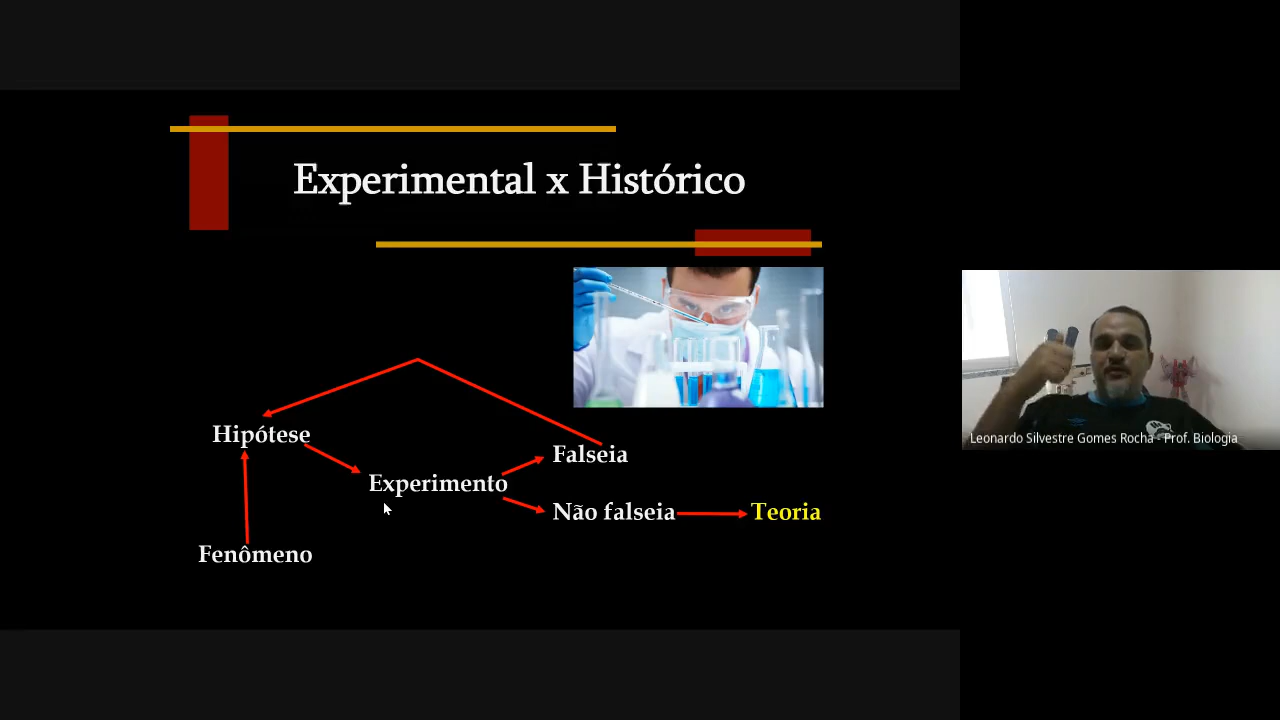 Experimental x Histórico
Hipótese
Falseia
Experimento
Não falseia
Teoria
Fenômeno
Leonardo Silvestre Gomes Rocha - Prof. Biologia